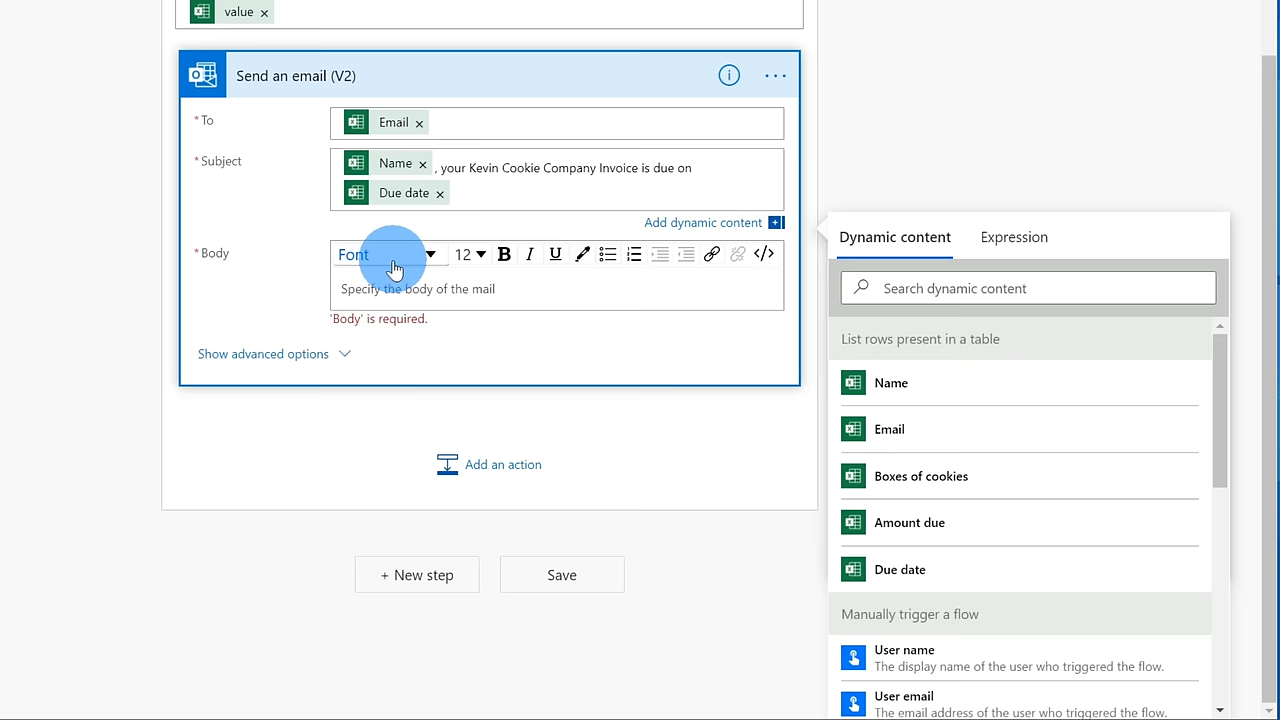 value ×
Send an email (V2)
* To
Email ×
* Subject
Name × , your Kevin Cookie Company Invoice is due on
Due date ×
Add dynamic content
* Body
Font 12 B I U </>
Specify the body of the mail
'Body' is required.
Show advanced options
Add an action
+ New step
Save
Dynamic content Expression
Search dynamic content
List rows present in a table
Name
Email
Boxes of cookies
Amount due
Due date
Manually trigger a flow
User name
The display name of the user who triggered the flow.
User email
The email address of the user who triggered the flow.